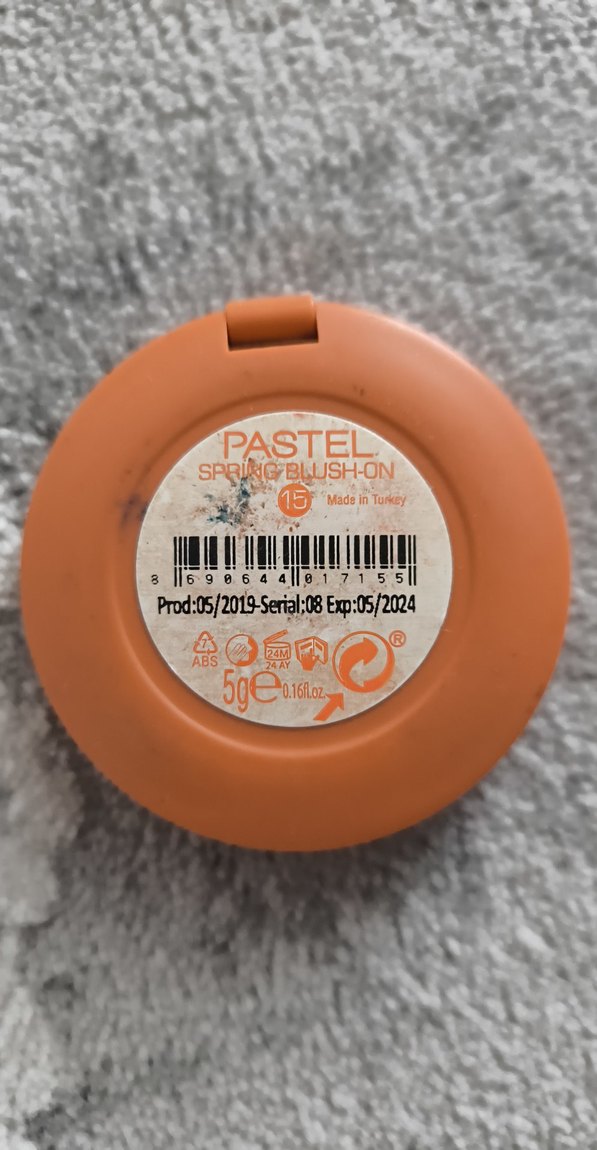 PASTEL
SPRING BLUSH-ON
15 Made in Turkey
8 690644 017155
Prod:05/2019-Serial:08 Exp:05/2024
7 24M ®
ABS 24 AY
5g e 0.16fl.oz.